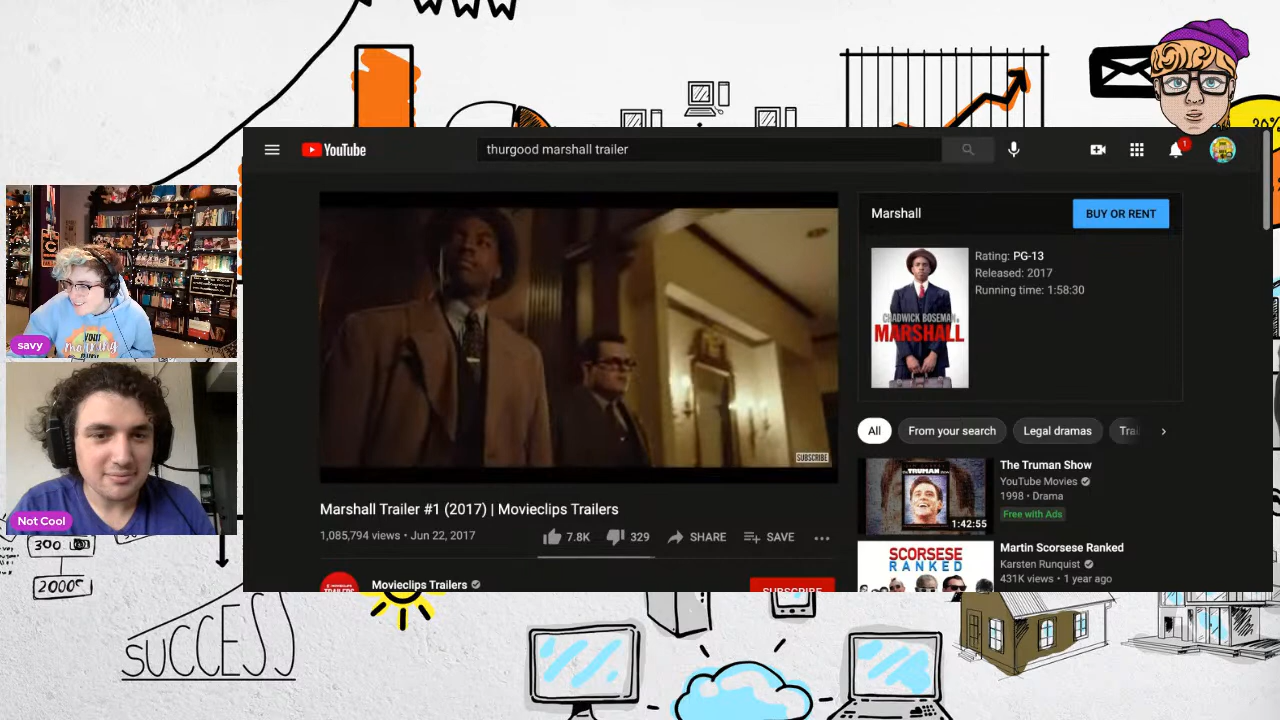 WWW
30%
YouTube
thurgood marshall trailer
1
Marshall
BUY OR RENT
Rating: PG-13
Released: 2017
Running time: 1:58:30
CHADWICK BOSEMAN
MARSHALL
savy
SUBSCRIBE
All
From your search
Legal dramas
Trai
The Truman Show
YouTube Movies
1998 • Drama
Free with Ads
TRUMAN
1:42:55
Not Cool
Marshall Trailer #1 (2017) | Movieclips Trailers
1,085,794 views • Jun 22, 2017
7.8K
329
SHARE
SAVE
SCORSESE
RANKED
Martin Scorsese Ranked
Karsten Runquist
431K views • 1 year ago
Movieclips Trailers
SUBSCRIBE
300
2000
SUCCESS